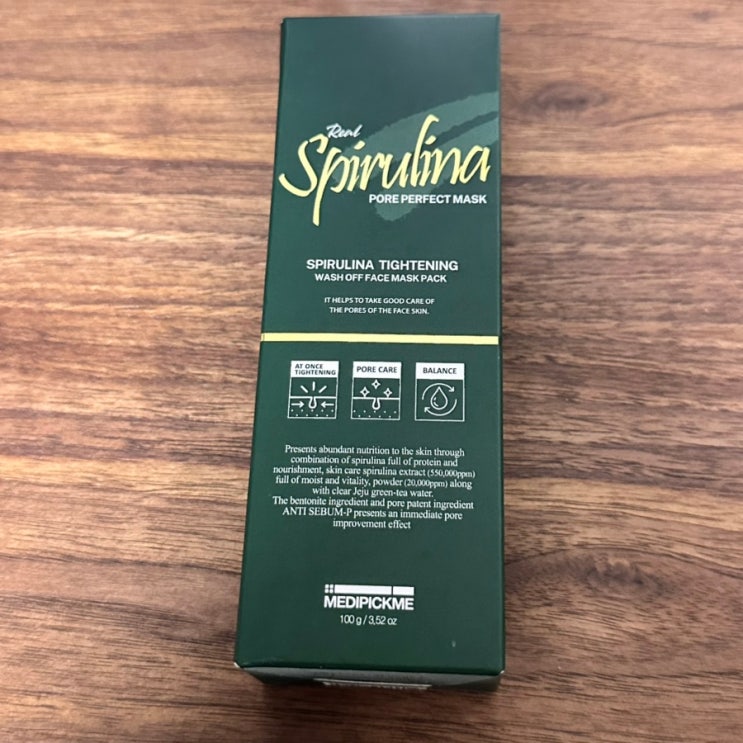 Real
Spirulina
PORE PERFECT MASK
SPIRULINA TIGHTENING
WASH OFF FACE MASK PACK
IT HELPS TO TAKE GOOD CARE OF
THE PORES OF THE FACE SKIN.
AT ONCE
TIGHTENING
PORE CARE
BALANCE
Presents abundant nutrition to the skin through
combination of spirulina full of protein and
nourishment, skin care spirulina extract (550,000ppm)
full of moist and vitality, powder (20,000ppm) along
with clear Jeju green-tea water.
The bentonite ingredient and pore patent ingredient
ANTI SEBUM-P presents an immediate pore
improvement effect
MEDIPICKME
100 g / 3,52 oz